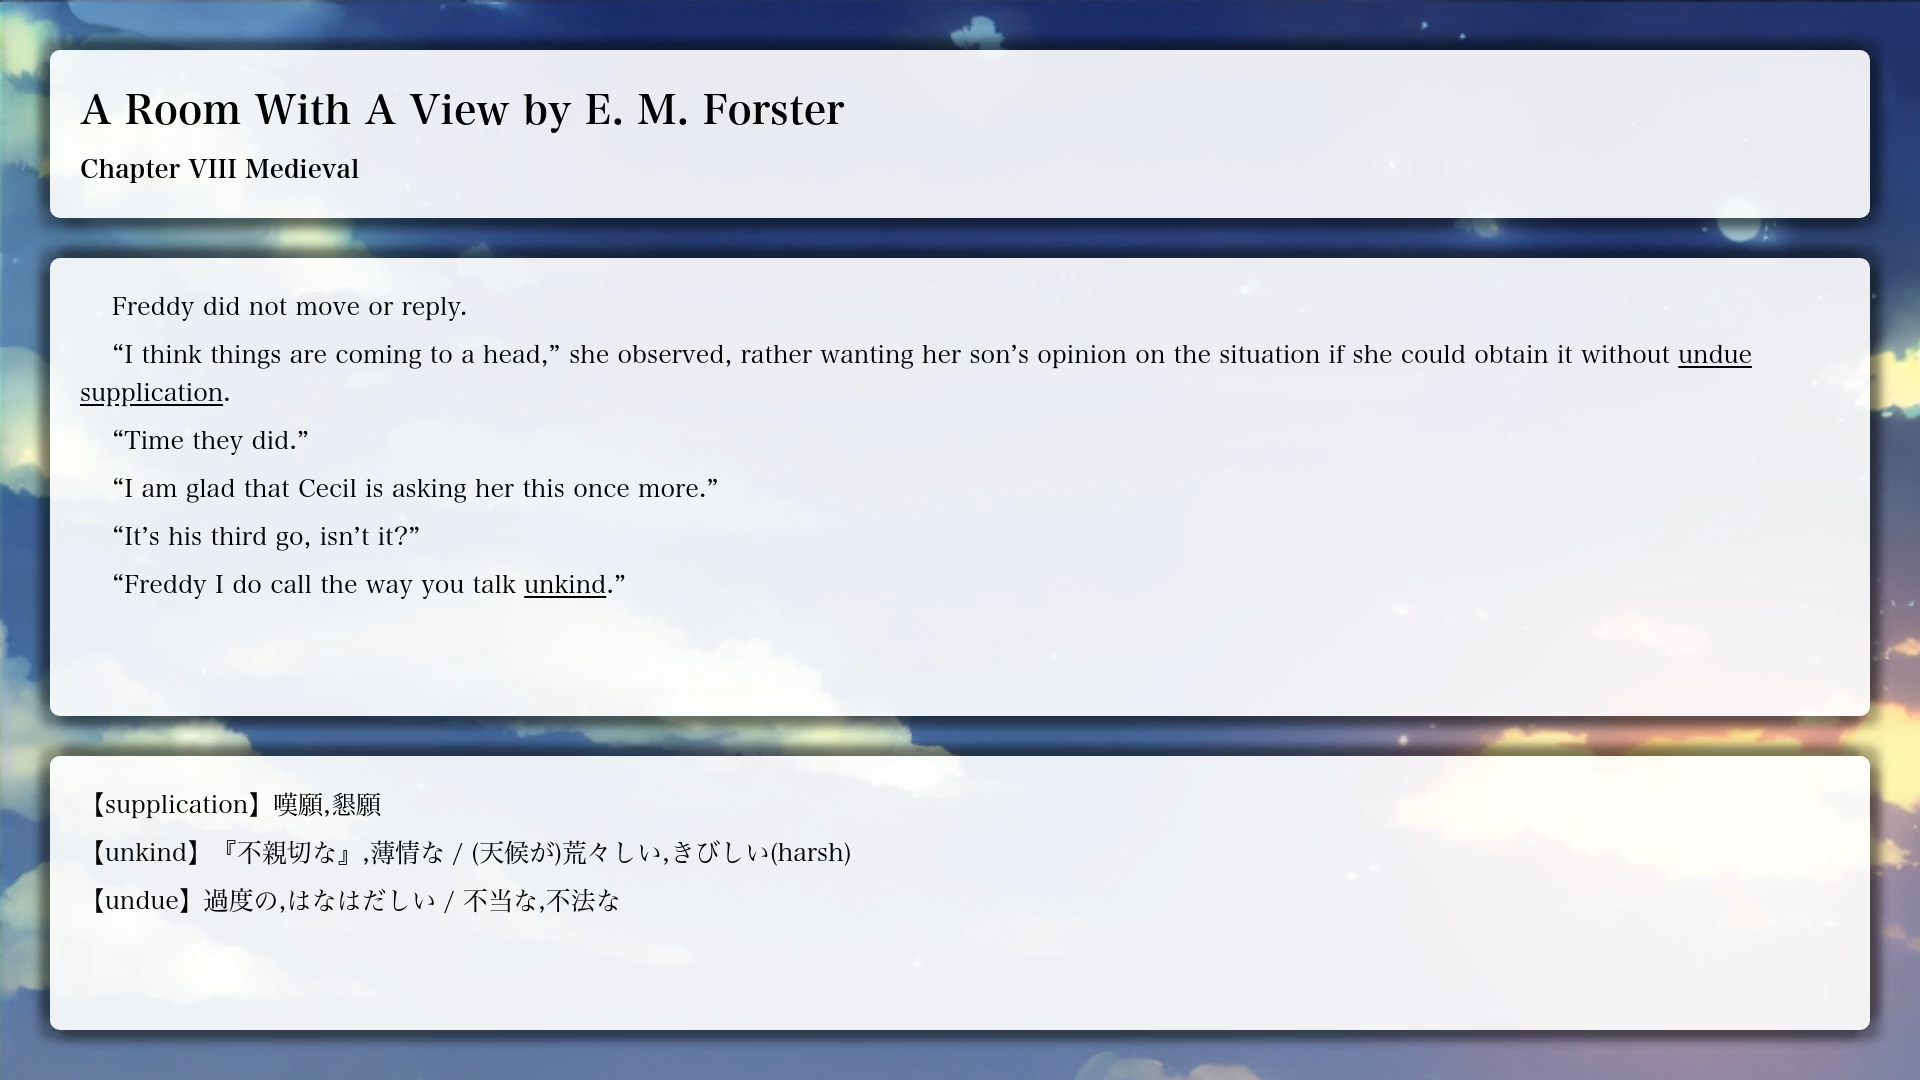 A Room With A View by E. M. Forster
Chapter VIII Medieval
Freddy did not move or reply.
“I think things are coming to a head,” she observed, rather wanting her son’s opinion on the situation if she could obtain it without undue
supplication.
“Time they did.”
“I am glad that Cecil is asking her this once more.”
“It’s his third go, isn’t it?”
“Freddy I do call the way you talk unkind.”
【supplication】嘆願,懇願
【unkind】『不親切な』,薄情な / (天候が)荒々しい,きびしい(harsh)
【undue】過度の,はなはだしい / 不当な,不法な